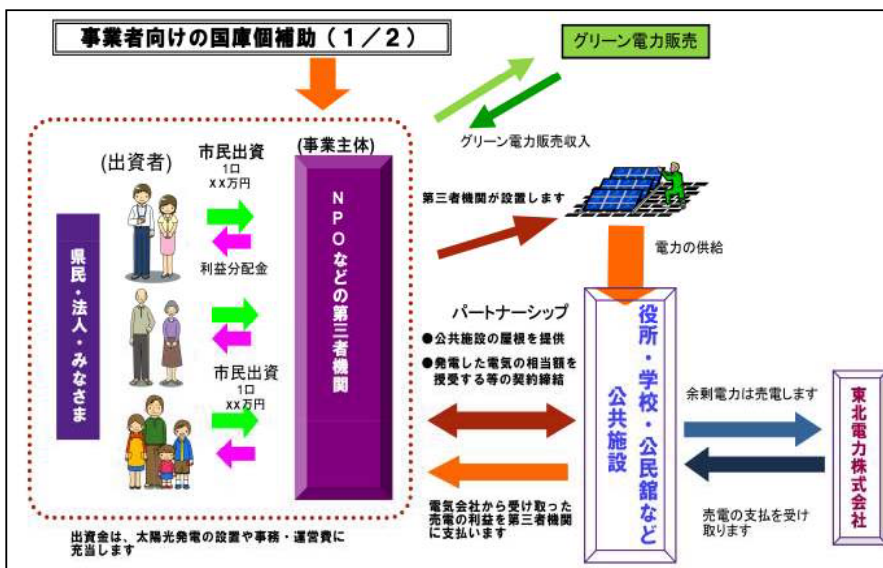 事業者向けの国庫個補助（１／２）
グリーン電力販売
グリーン電力販売収入
(出資者)
市民出資
1口
xx万円
(事業主体)
利益分配金
県民・法人・みなさま
NPOなどの第三者機関
市民出資
1口
xx万円
出資金は、太陽光発電の設置や事務・運営費に
充当します
第三者機関が設置します
電力の供給
パートナーシップ
●公共施設の屋根を提供
●発電した電気の相当額を
授受する等の契約締結
電気会社から受け取った
売電の利益を第三者機関
に支払います
役所・学校・公民館など
公共施設
余剰電力は売電します
売電の支払を受け
取ります
東北電力株式会社